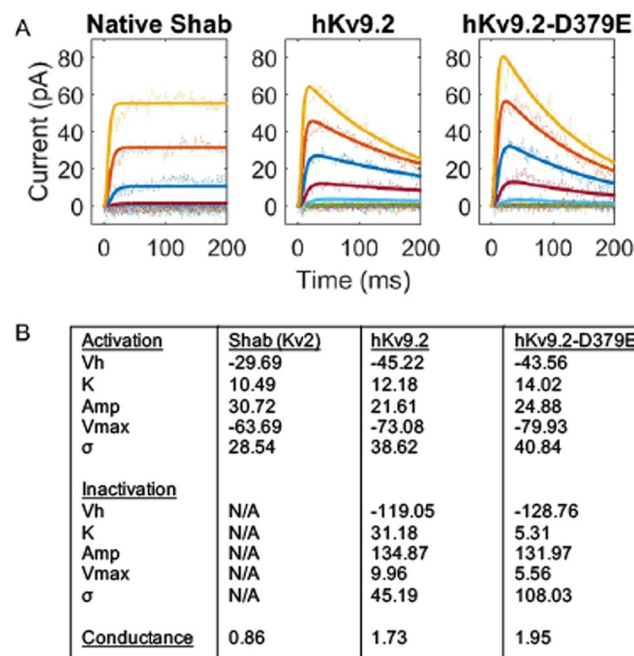 A
Native Shab hKv9.2 hKv9.2-D379E
80 80 80
60 60 60
40 40 40
20 20 20
0 0 0
Current (pA)
0 100 200 0 100 200 0 100 200
Time (ms)
B
Activation Shab (Kv2) hKv9.2 hKv9.2-D379E
Vh -29.69 -45.22 -43.56
K 10.49 12.18 14.02
Amp 30.72 21.61 24.88
Vmax -63.69 -73.08 -79.93
σ 28.54 38.62 40.84
Inactivation
Vh N/A -119.05 -128.76
K N/A 31.18 5.31
Amp N/A 134.87 131.97
Vmax N/A 9.96 5.56
σ N/A 45.19 108.03
Conductance 0.86 1.73 1.95